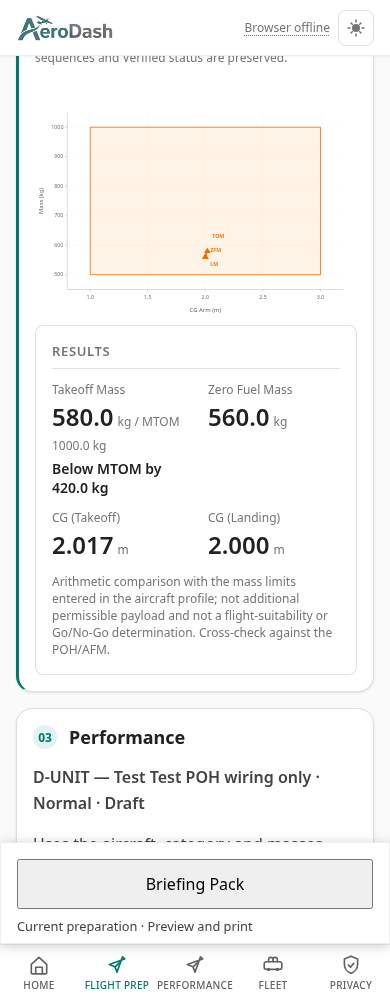 AeroDash
Browser offline
sequences and Verified status are preserved.
1000
900
800
700
600
500
Mass (kg)
TOM
ZFM
LM
1.0 1.5 2.0 2.5 3.0
CG Arm (m)
RESULTS
Takeoff Mass
580.0 kg / MTOM
1000.0 kg
Below MTOM by
420.0 kg
Zero Fuel Mass
560.0 kg
CG (Takeoff)
2.017 m
CG (Landing)
2.000 m
Arithmetic comparison with the mass limits
entered in the aircraft profile; not additional
permissible payload and not a flight-suitability or
Go/No-Go determination. Cross-check against the
POH/AFM.
03 Performance
D-UNIT — Test Test POH wiring only ·
Normal · Draft
Uses the aircraft, category and masses
Briefing Pack
Current preparation · Preview and print
HOME
FLIGHT PREP
PERFORMANCE
FLEET
PRIVACY